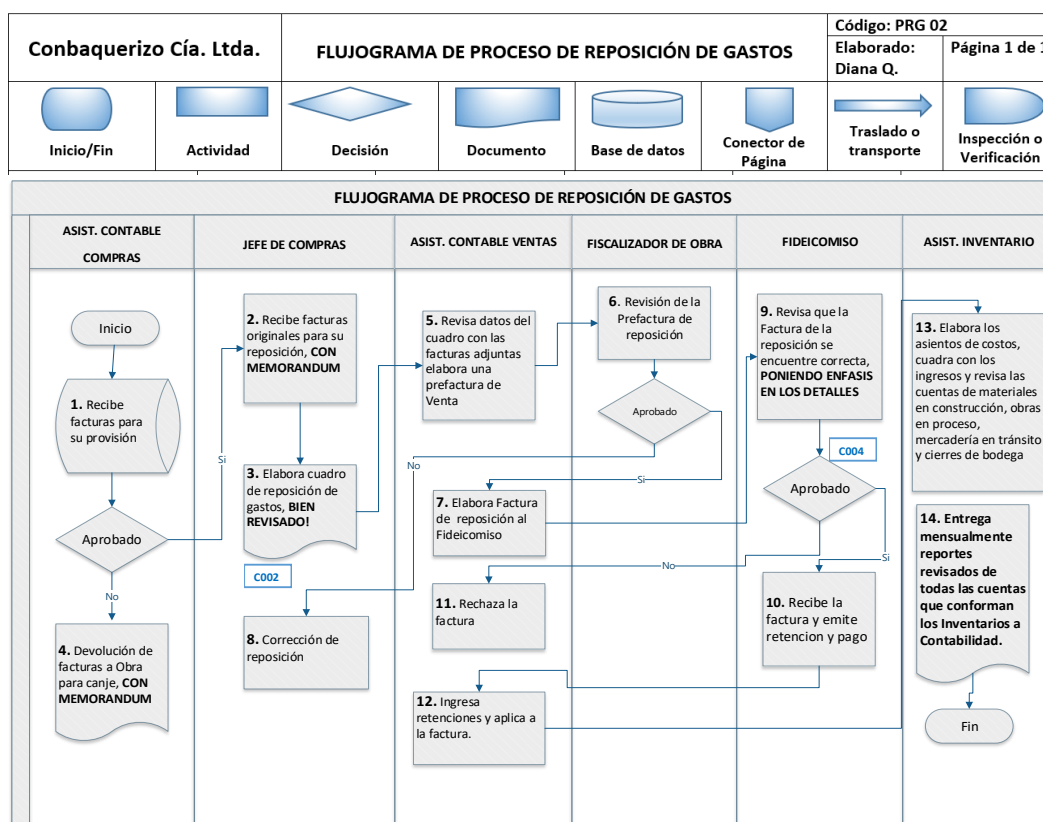 Conbaquerizo Cía. Ltda.
FLUJOGRAMA DE PROCESO DE REPOSICIÓN DE GASTOS
Código: PRG 02
Elaborado:
Diana Q.
Página 1 de 1
Inicio/Fin
Actividad
Decisión
Documento
Base de datos
Conector de
Página
Traslado o
transporte
Inspección o
Verificación
FLUJOGRAMA DE PROCESO DE REPOSICIÓN DE GASTOS
ASIST. CONTABLE
COMPRAS
JEFE DE COMPRAS
ASIST. CONTABLE VENTAS
FISCALIZADOR DE OBRA
FIDEICOMISO
ASIST. INVENTARIO
Inicio
1. Recibe
facturas para
su provisión
Aprobado
Si
No
4. Devolución de
facturas a Obra
para canje, CON
MEMORANDUM
2. Recibe facturas
originales para su
reposición, CON
MEMORANDUM
3. Elabora cuadro
de reposición de
gastos, BIEN
REVISADO!
C002
8. Corrección de
reposición
5. Revisa datos del
cuadro con las
facturas adjuntas
elabora una
prefactura de
Venta
No
7. Elabora Factura
de reposición al
Fideicomiso
11. Rechaza la
factura
12. Ingresa
retenciones y aplica a
la factura.
6. Revisión de la
Prefactura de
reposición
Aprobado
Si
No
9. Revisa que la
Factura de la
reposición se
encuentre correcta,
PONIENDO ENFASIS
EN LOS DETALLES
C004
Aprobado
Si
10. Recibe la
factura y emite
retencion y pago
13. Elabora los
asientos de costos,
cuadra con los
ingresos y revisa las
cuentas de materiales
en construcción, obras
en proceso,
mercadería en tránsito
y cierres de bodega
14. Entrega
mensualmente
reportes
revisados de
todas las cuentas
que conforman
los Inventarios a
Contabilidad.
Fin